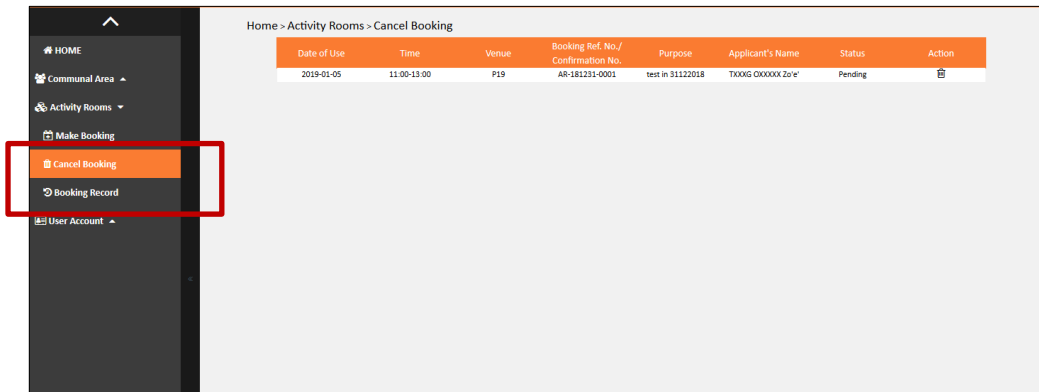 HOME
Communal Area
Activity Rooms
Make Booking
Cancel Booking
Booking Record
User Account
<
Home > Activity Rooms > Cancel Booking
Date of Use Time Venue Booking Ref. No./ Confirmation No. Purpose Applicant's Name Status Action
2019-01-05 11:00-13:00 P19 AR-181231-0001 test in 31122018 TXXXG OXXXXX Zo'e' Pending